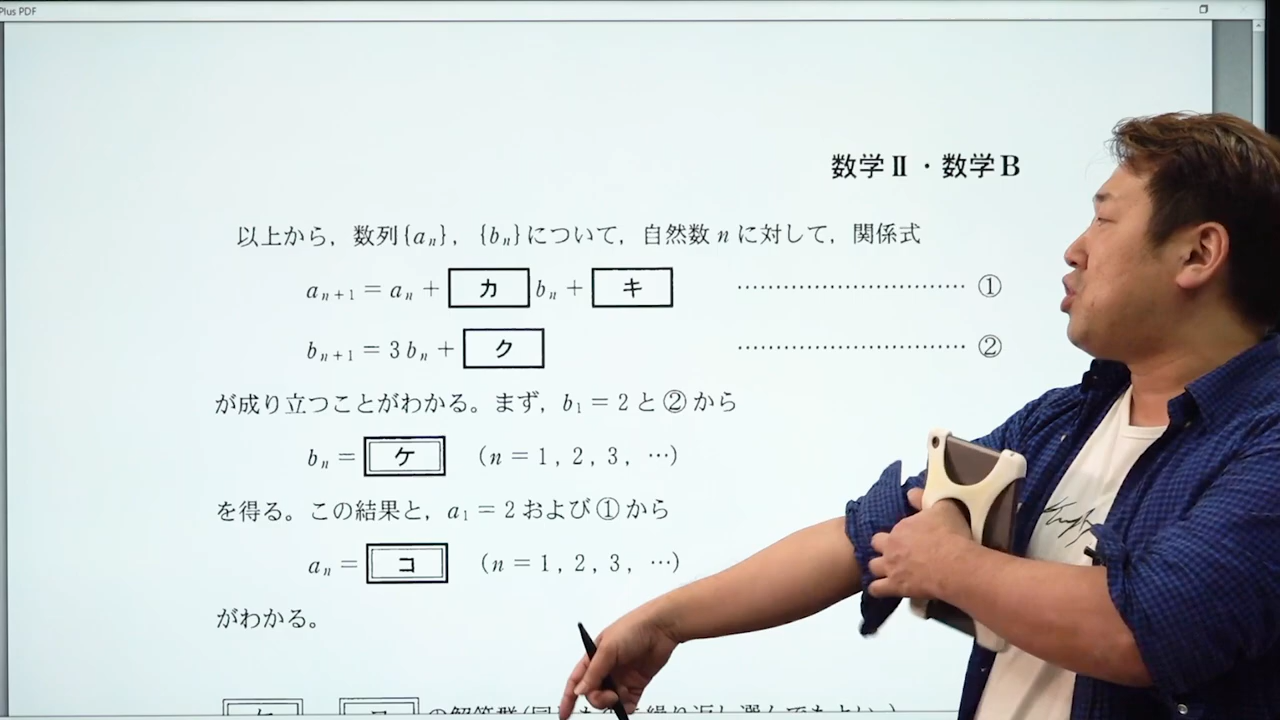 Plus PDF
数学Ⅱ・数学B
以上から，数列{aₙ}，{bₙ}について，自然数 n に対して，関係式
aₙ₊₁ = aₙ + カ bₙ + キ ………………………… ①
bₙ₊₁ = 3bₙ + ク ………………………… ②
が成り立つことがわかる。まず，b₁ = 2 と ② から
bₙ = ケ (n = 1, 2, 3, …)
を得る。この結果と，a₁ = 2 および ① から
aₙ = コ (n = 1, 2, 3, …)
がわかる。